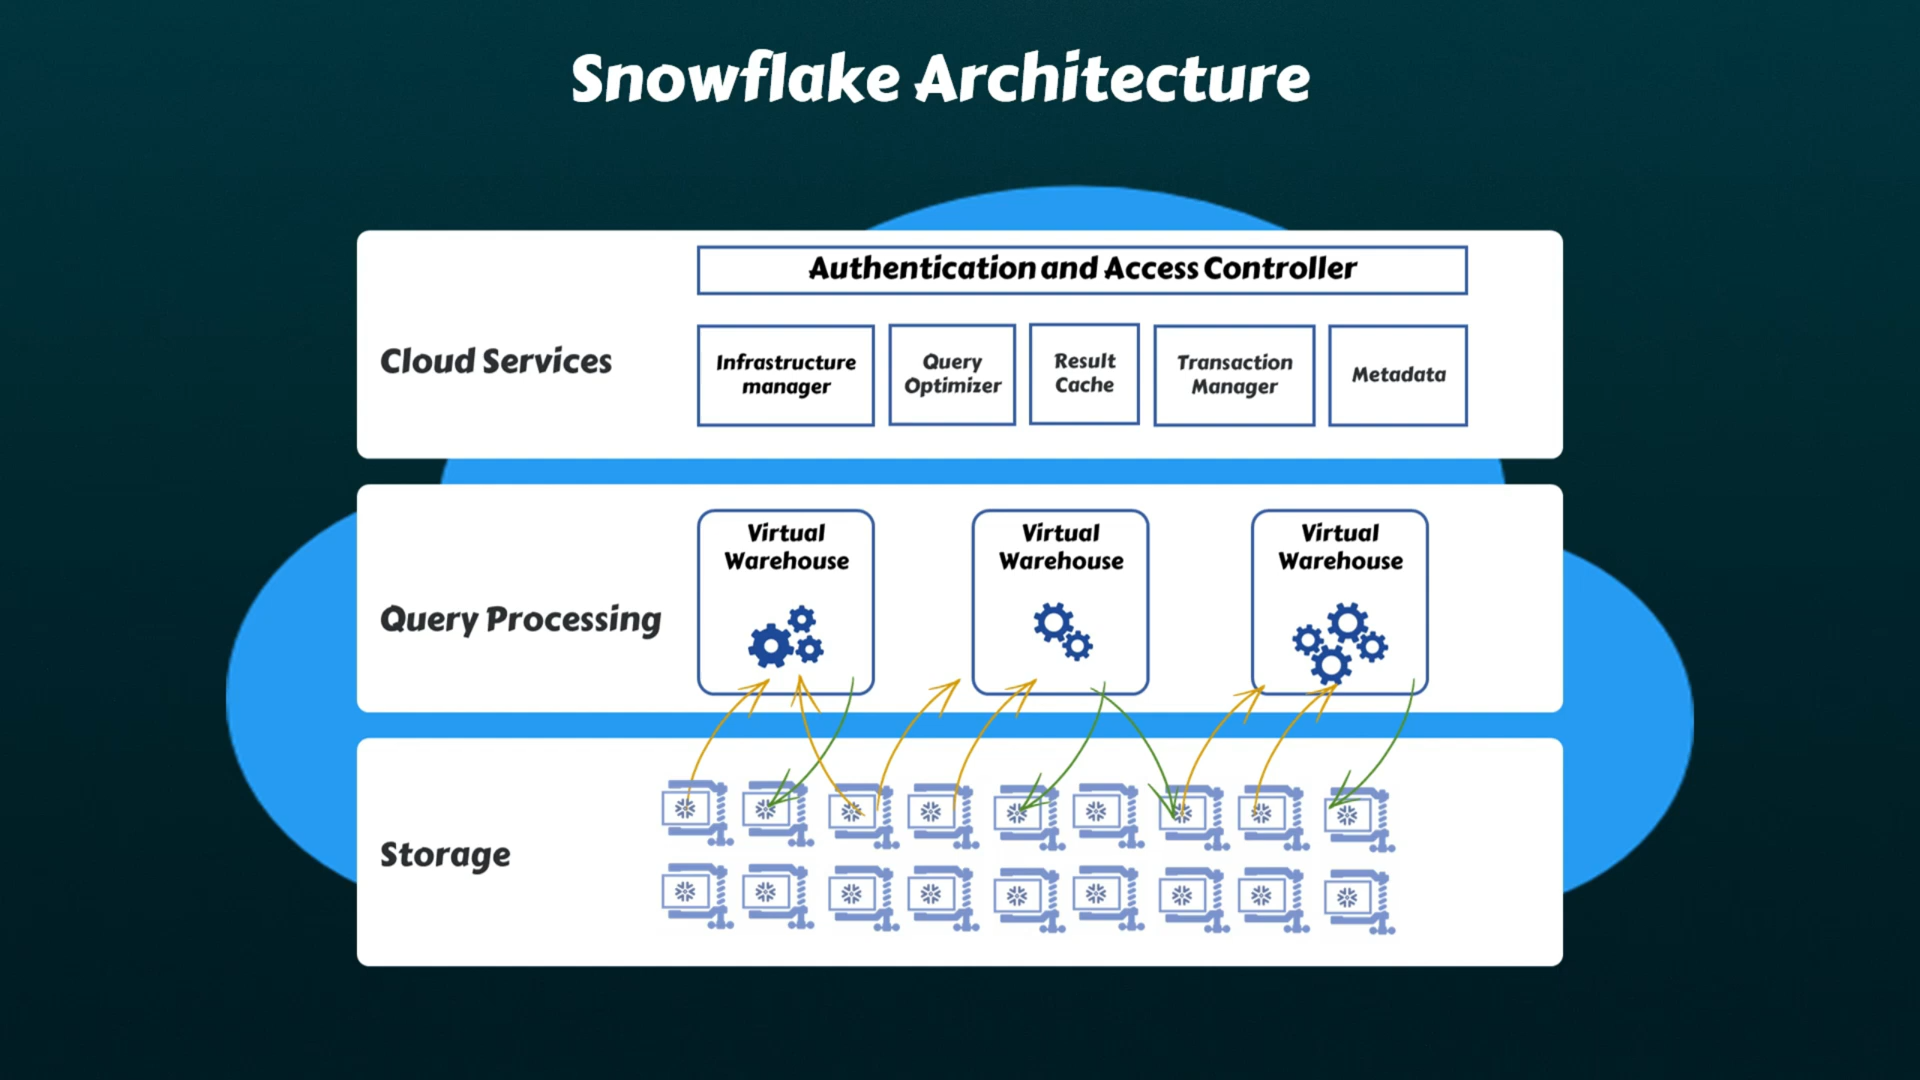 Snowflake Architecture
Authentication and Access Controller
Cloud Services
Infrastructure
manager
Query
Optimizer
Result
Cache
Transaction
Manager
Metadata
Query Processing
Virtual
Warehouse
Virtual
Warehouse
Virtual
Warehouse
Storage